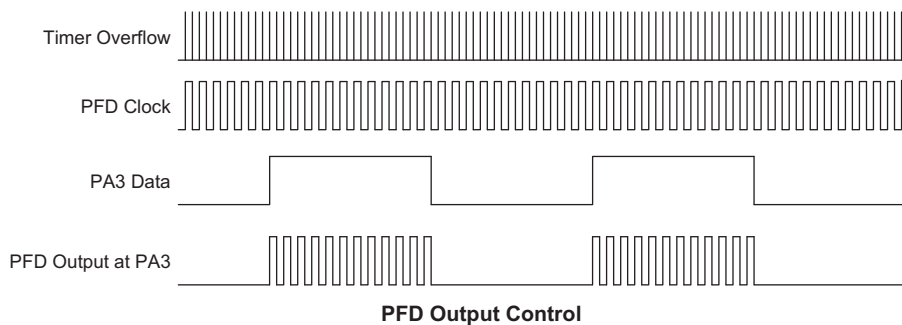 Timer Overflow
PFD Clock
PA3 Data
PFD Output at PA3
PFD Output Control